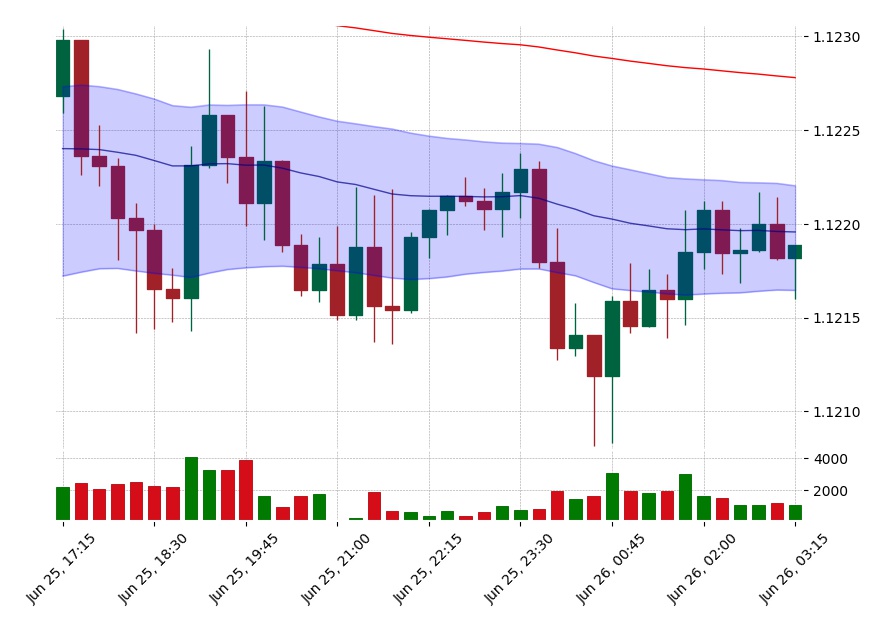 1.1230
1.1225
1.1220
1.1215
1.1210
4000
2000
Jun 25, 17:15
Jun 25, 18:30
Jun 25, 19:45
Jun 25, 21:00
Jun 25, 22:15
Jun 25, 23:30
Jun 26, 00:45
Jun 26, 02:00
Jun 26, 03:15